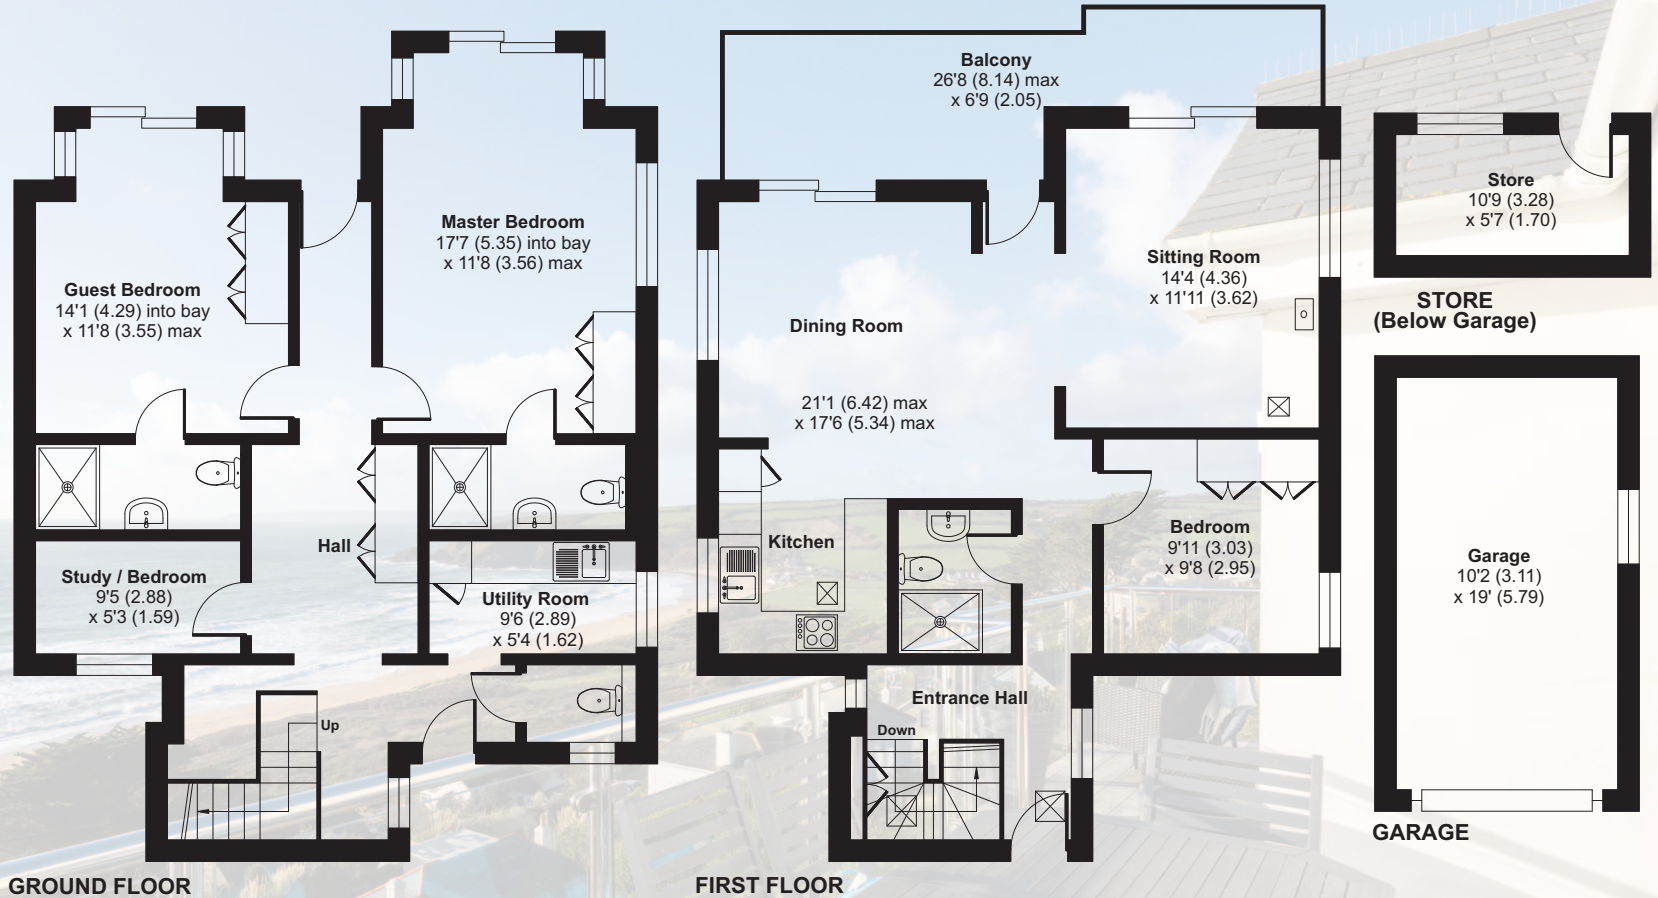 Guest Bedroom
14'1 (4.29) into bay
x 11'8 (3.55) max
Master Bedroom
17'7 (5.35) into bay
x 11'8 (3.56) max
Hall
Study / Bedroom
9'5 (2.88)
x 5'3 (1.59)
Utility Room
9'6 (2.89)
x 5'4 (1.62)
Up
GROUND FLOOR
Balcony
26'8 (8.14) max
x 6'9 (2.05)
Sitting Room
14'4 (4.36)
x 11'11 (3.62)
Dining Room
21'1 (6.42) max
x 17'6 (5.34) max
Kitchen
Bedroom
9'11 (3.03)
x 9'8 (2.95)
Entrance Hall
Down
FIRST FLOOR
Store
10'9 (3.28)
x 5'7 (1.70)
STORE
(Below Garage)
Garage
10'2 (3.11)
x 19' (5.79)
GARAGE